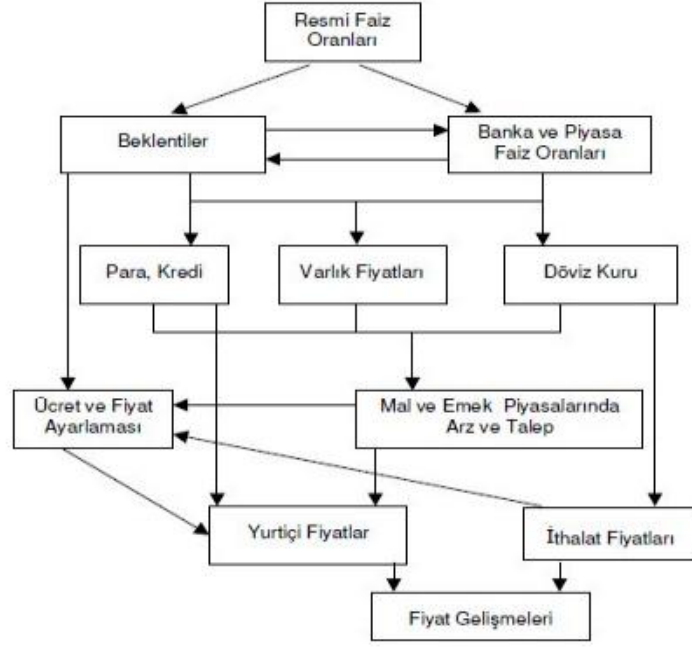 Resmi Faiz
Oranları
Beklentiler
Banka ve Piyasa
Faiz Oranları
Para, Kredi
Varlık Fiyatları
Döviz Kuru
Ücret ve Fiyat
Ayarlaması
Mal ve Emek Piyasalarında
Arz ve Talep
Yurtiçi Fiyatlar
İthalat Fiyatları
Fiyat Gelişmeleri